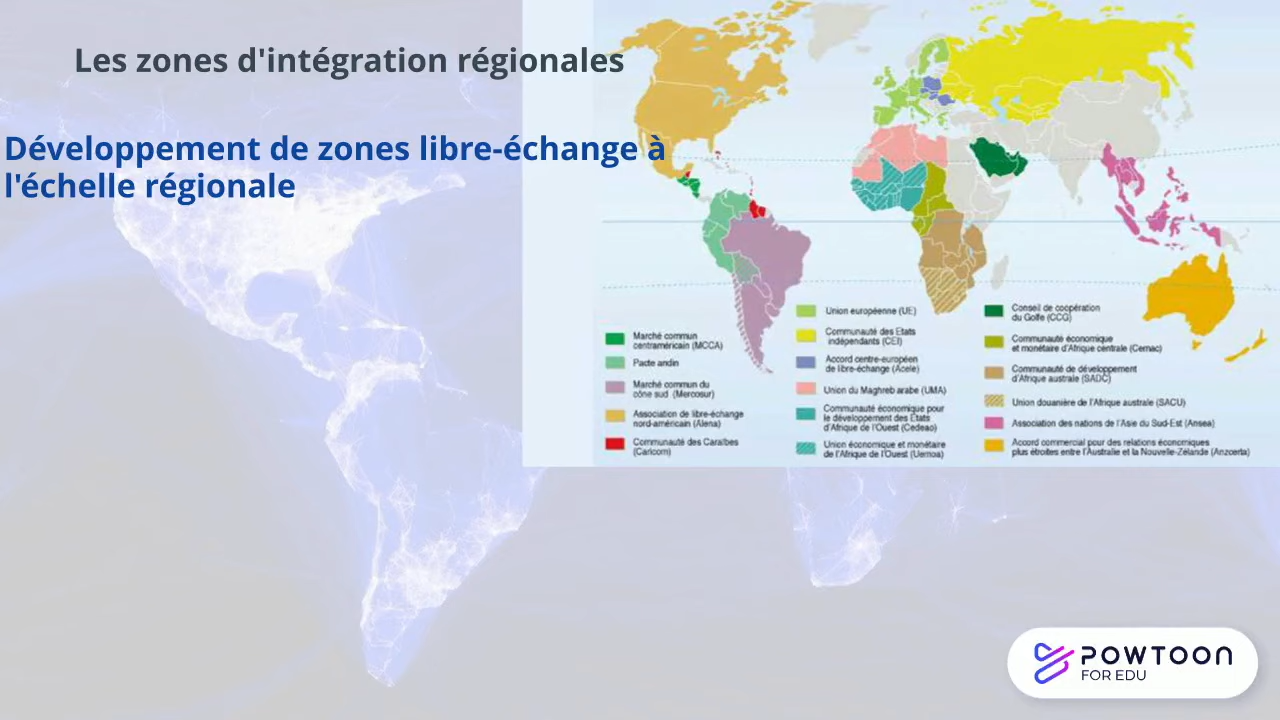 Les zones d'intégration régionales
Développement de zones libre-échange à
l'échelle régionale
Marché commun
centraméricain (MCCA)
Pacte andin
Marché commun du
cône sud (Mercosur)
Association de libre-échange
nord-américain (Alena)
Communauté des Caraïbes
(Caricom)
Union européenne (UE)
Communauté des Etats
indépendants (CEI)
Accord centre-européen
de libre-échange (Acele)
Union du Maghreb arabe (UMA)
Communauté économique pour
le développement des Etats
d'Afrique de l'Ouest (Cedeao)
Union économique et monétaire
de l'Afrique de l'Ouest (Uemoa)
Conseil de coopération
du Golfe (CCG)
Communauté économique
et monétaire d'Afrique centrale (Cemac)
Communauté de développement
d'Afrique australe (SADC)
Union douanière de l'Afrique australe (SACU)
Association des nations de l'Asie du Sud-Est (Ansea)
Accord commercial pour des relations économiques
plus étroites entre l'Australie et la Nouvelle-Zélande (Anzcerta)
POWTOON
FOR EDU